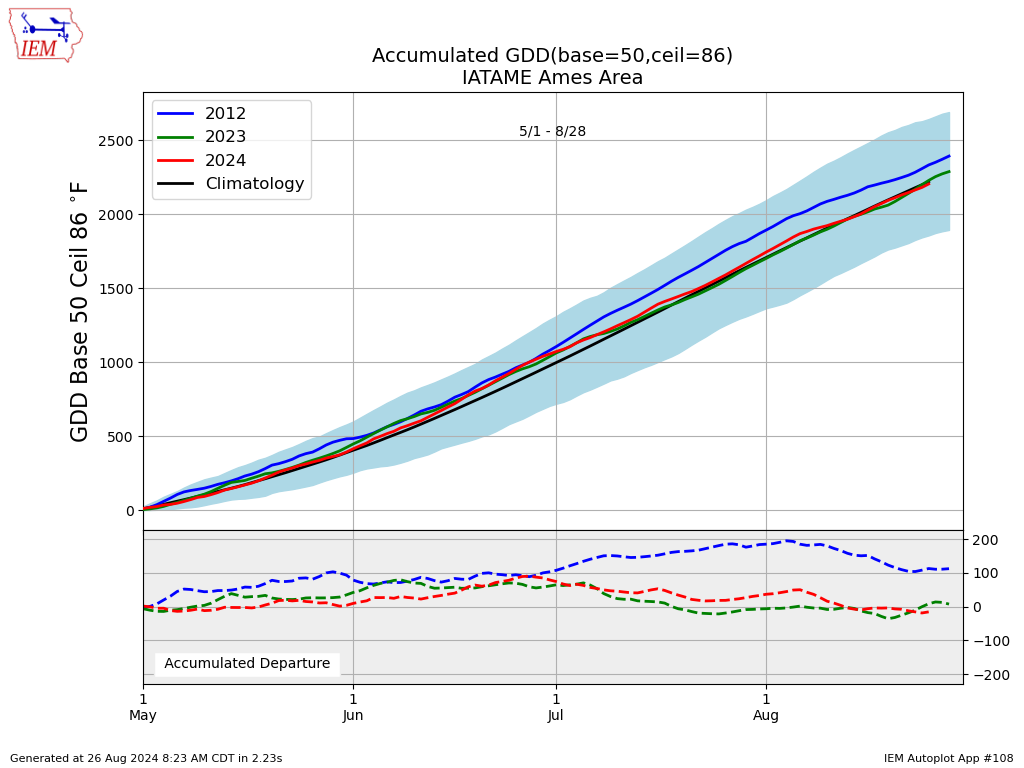 IEM
Accumulated GDD(base=50,ceil=86)
IATAME Ames Area
2012
2023
2024
Climatology
5/1 - 8/28
GDD Base 50 Ceil 86 °F
2500
2000
1500
1000
500
0
200
100
0
−100
−200
Accumulated Departure
1
May
1
Jun
1
Jul
1
Aug
Generated at 26 Aug 2024 8:23 AM CDT in 2.23s
IEM Autoplot App #108